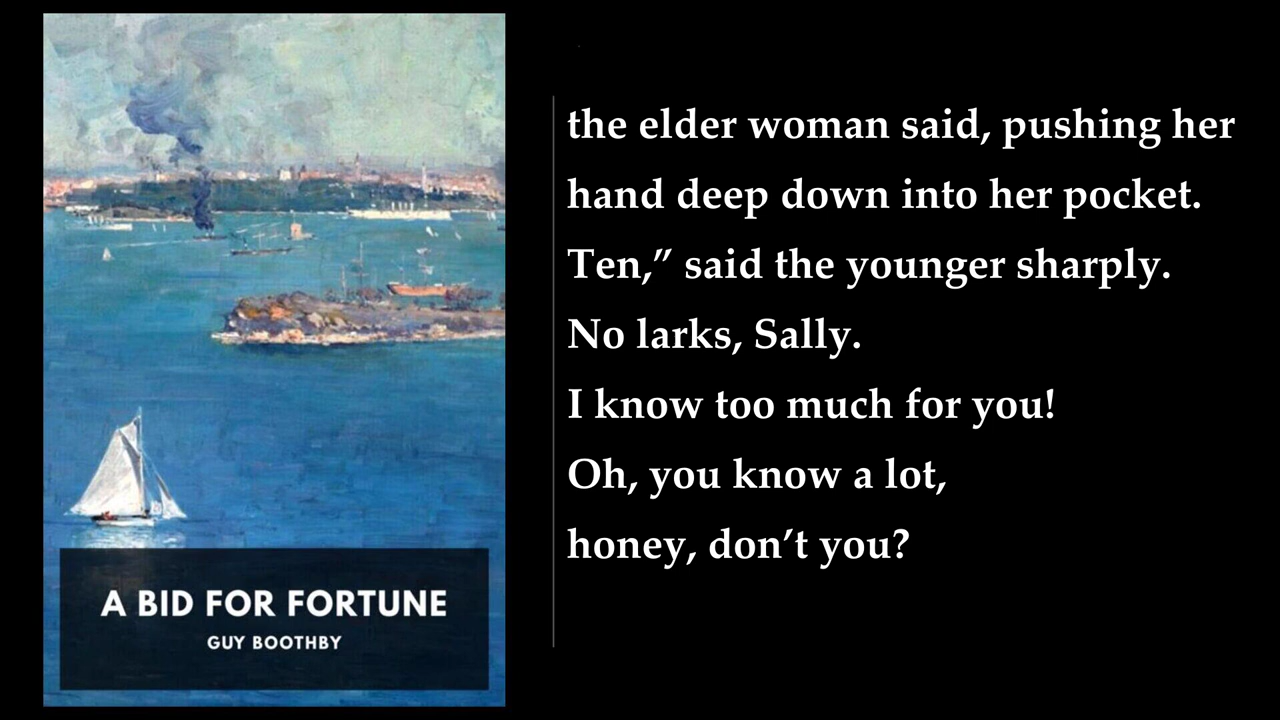 the elder woman said, pushing her
hand deep down into her pocket.
Ten,” said the younger sharply.
No larks, Sally.
I know too much for you!
Oh, you know a lot,
honey, don’t you?
A BID FOR FORTUNE
GUY BOOTHBY